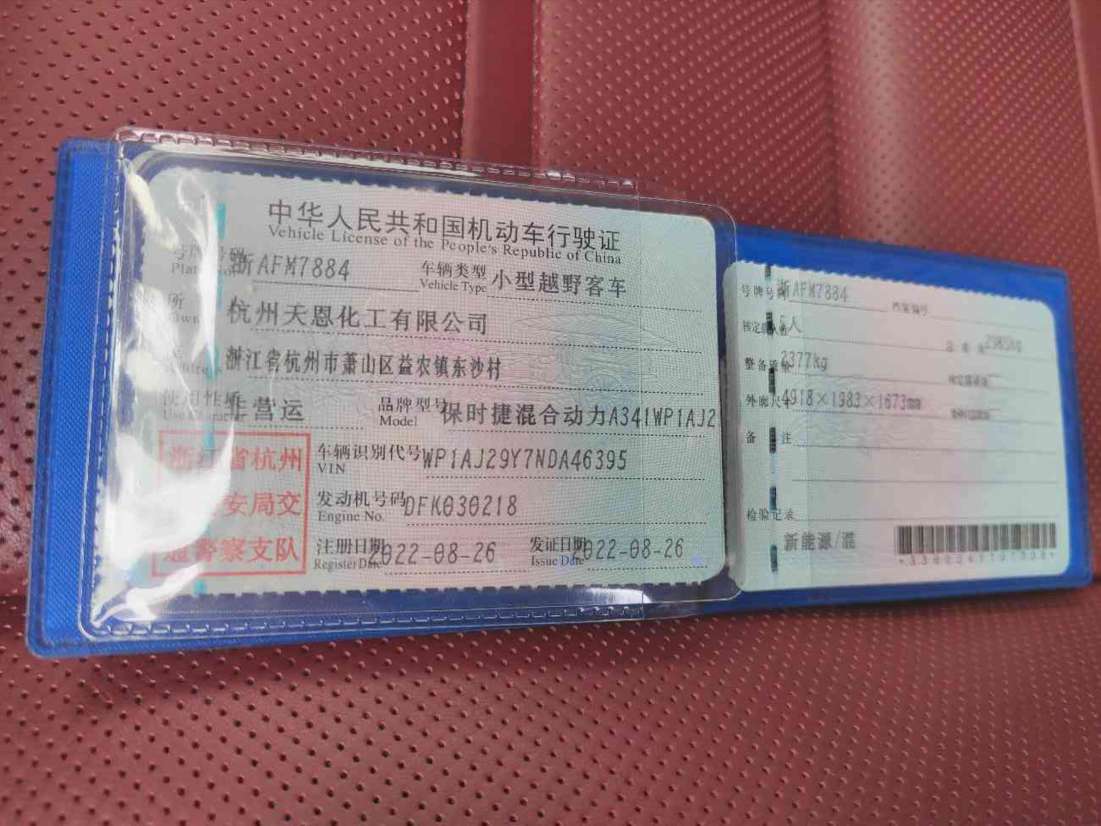 中华人民共和国机动车行驶证
Vehicle License of the People's Republic of China
号牌号码 浙AFM7884 车辆类型 小型越野客车
Plate No. Vehicle Type
所 杭州天恩化工有限公司
浙江省杭州市萧山区益农镇东沙村
使用性质 非营运 品牌型号 保时捷混合动力A341WP1AJ2
Model
浙江省杭州
安局交
通警察支队
车辆识别代号 WP1AJ29Y7NDA46395
VIN
发动机号码 DFK030218
Engine No.
注册日期 2022-08-26 发证日期 2022-08-26
Register Date Issue Date
号牌号 浙AFM7884 档案编号
5人
整备质 2377kg
外廓尺寸 4918×1983×1673mm
备注
检验记录
新能源/混